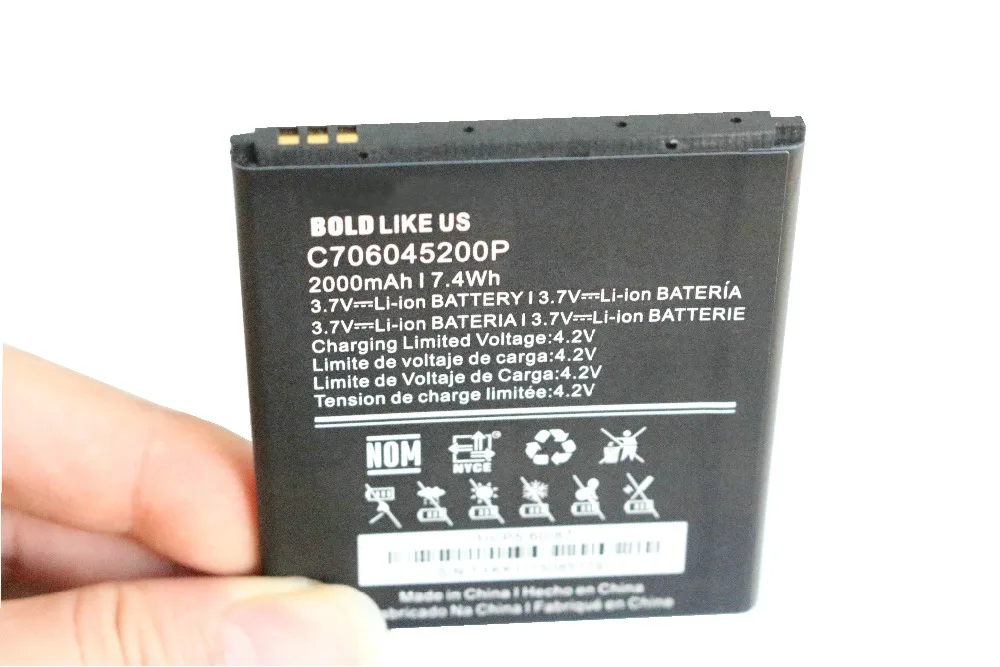 BOLD LIKE US
C706045200P
2000mAh I 7.4Wh
3.7V⎓Li-ion BATTERY I 3.7V⎓Li-ion BATERÍA
3.7V⎓Li-ion BATERIA I 3.7V⎓Li-ion BATTERIE
Charging Limited Voltage:4.2V
Limite de voltaje de carga:4.2V
Limite de Voltaje de Carga:4.2V
Tension de charge limitée:4.2V
NOM
NYCE
Made in China I Hecho en China
bricado Na China I Fabriqué en China